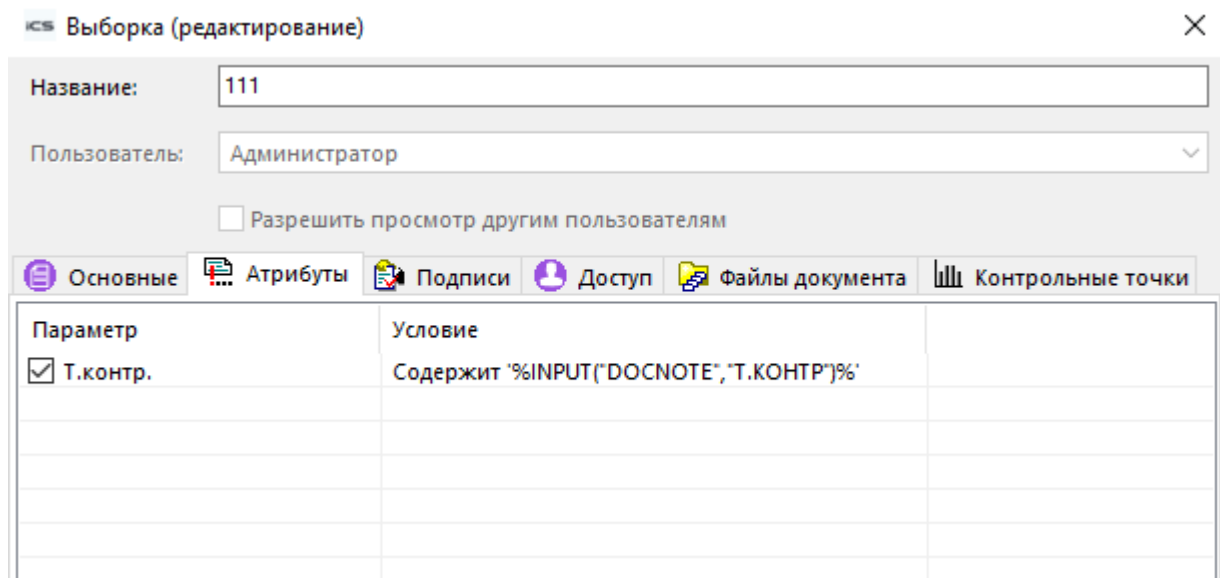 iCS Выборка (редактирование)
Название: 111
Пользователь: Администратор
Разрешить просмотр другим пользователям
Основные Атрибуты Подписи Доступ Файлы документа Контрольные точки
Параметр Условие
Т.контр. Содержит '%INPUT("DOCNOTE","Т.КОНТР")%'